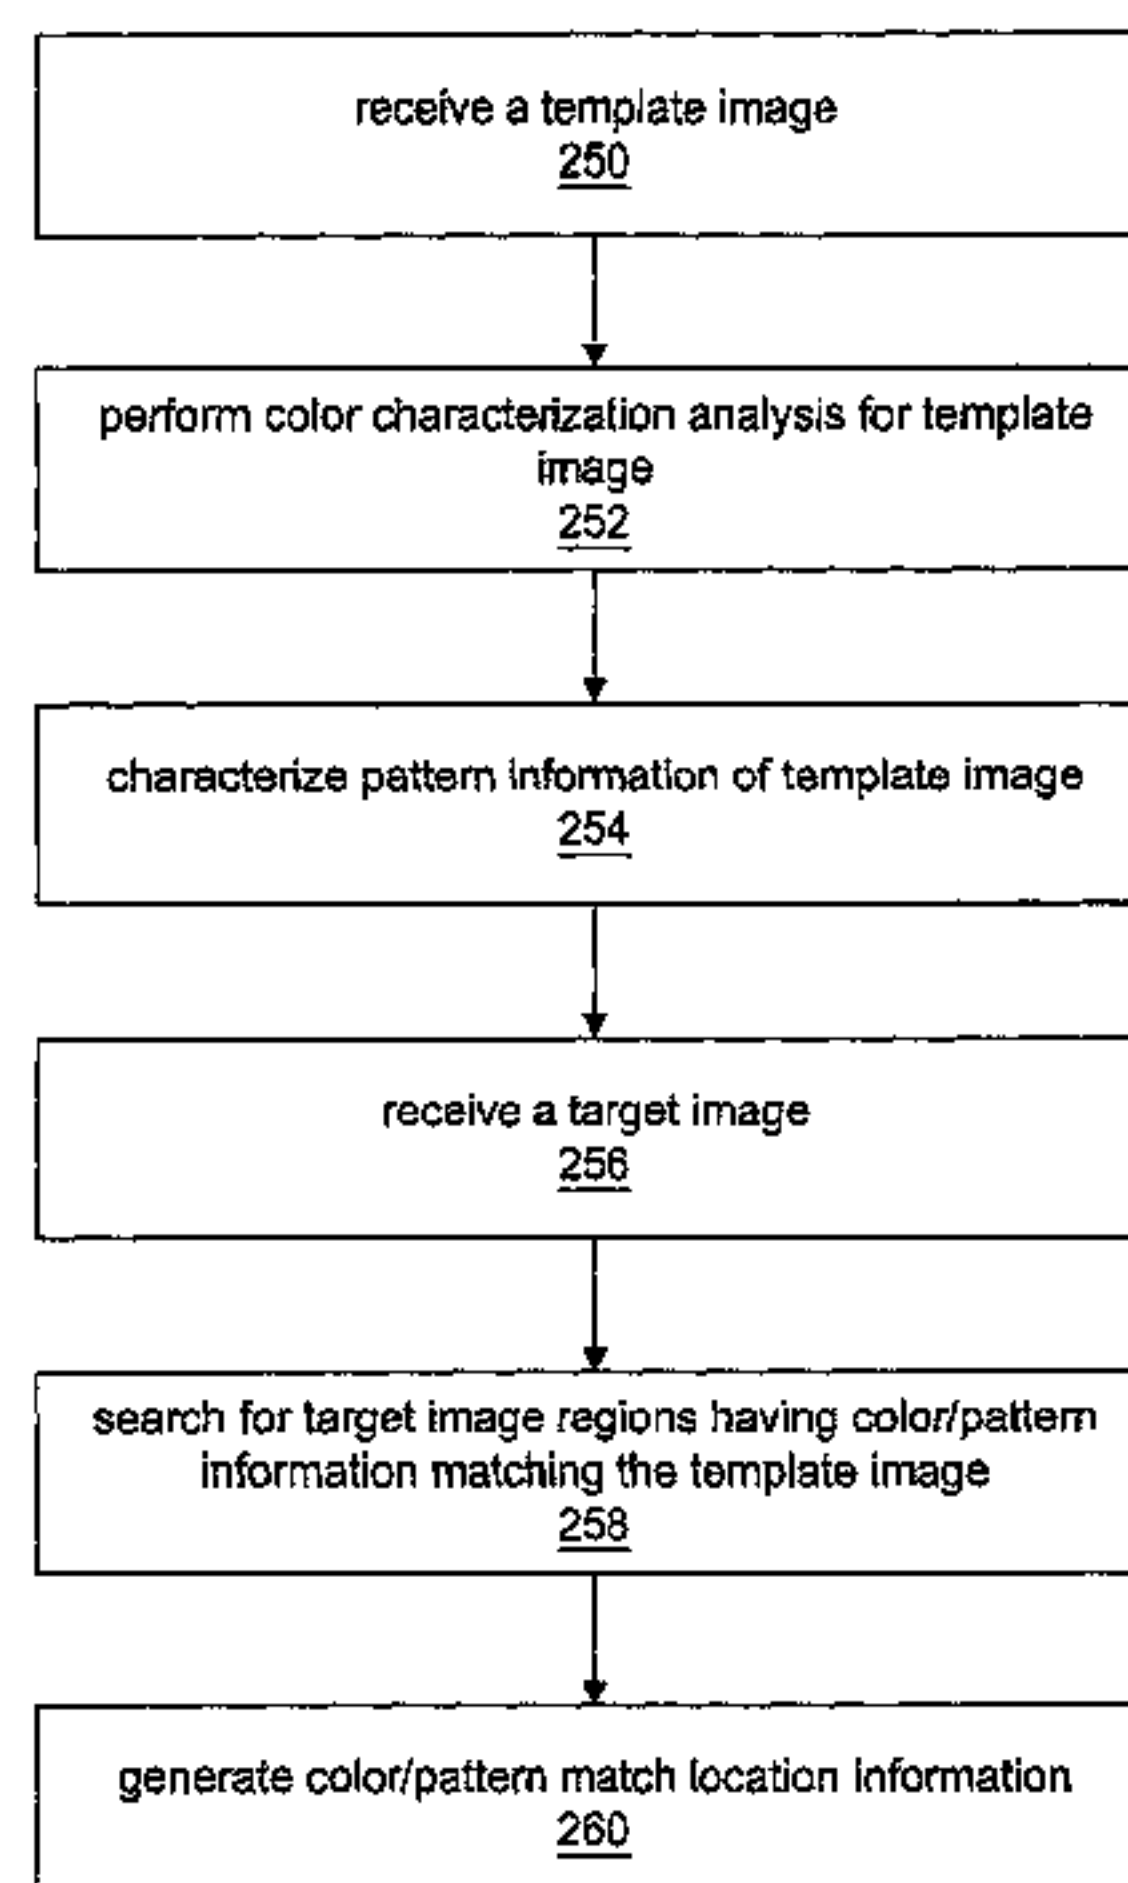 receive a template image
250
perform color characterization analysis for template
image
252
characterize pattern information of template image
254
receive a target image
256
search for target image regions having color/pattern
information matching the template image
258
generate color/pattern match location information
260